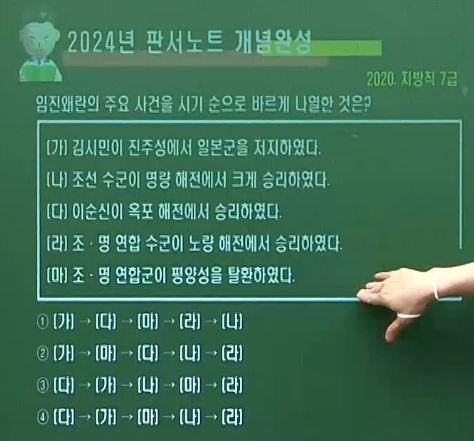 2024년 판서노트 개념완성
2020. 지방직 7급
임진왜란의 주요 사건을 시기 순으로 바르게 나열한 것은?
(가) 김시민이 진주성에서 일본군을 저지하였다.
(나) 조선 수군이 명량 해전에서 크게 승리하였다.
(다) 이순신이 옥포 해전에서 승리하였다.
(라) 조·명 연합 수군이 노량 해전에서 승리하였다.
(마) 조·명 연합군이 평양성을 탈환하였다.
① (가) → (다) → (마) → (라) → (나)
② (가) → (마) → (다) → (나) → (라)
③ (다) → (가) → (나) → (마) → (라)
④ (다) → (가) → (마) → (나) → (라)